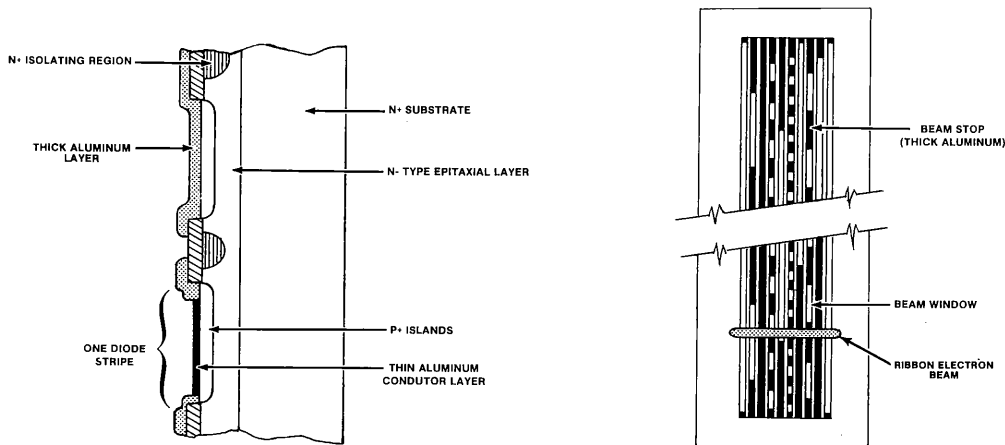 N+ ISOLATING REGION
THICK ALUMINUM
LAYER
ONE DIODE
STRIPE
N+ SUBSTRATE
N- TYPE EPITAXIAL LAYER
P+ ISLANDS
THIN ALUMINUM
CONDUTOR LAYER
BEAM STOP
(THICK ALUMINUM)
BEAM WINDOW
RIBBON ELECTRON
BEAM